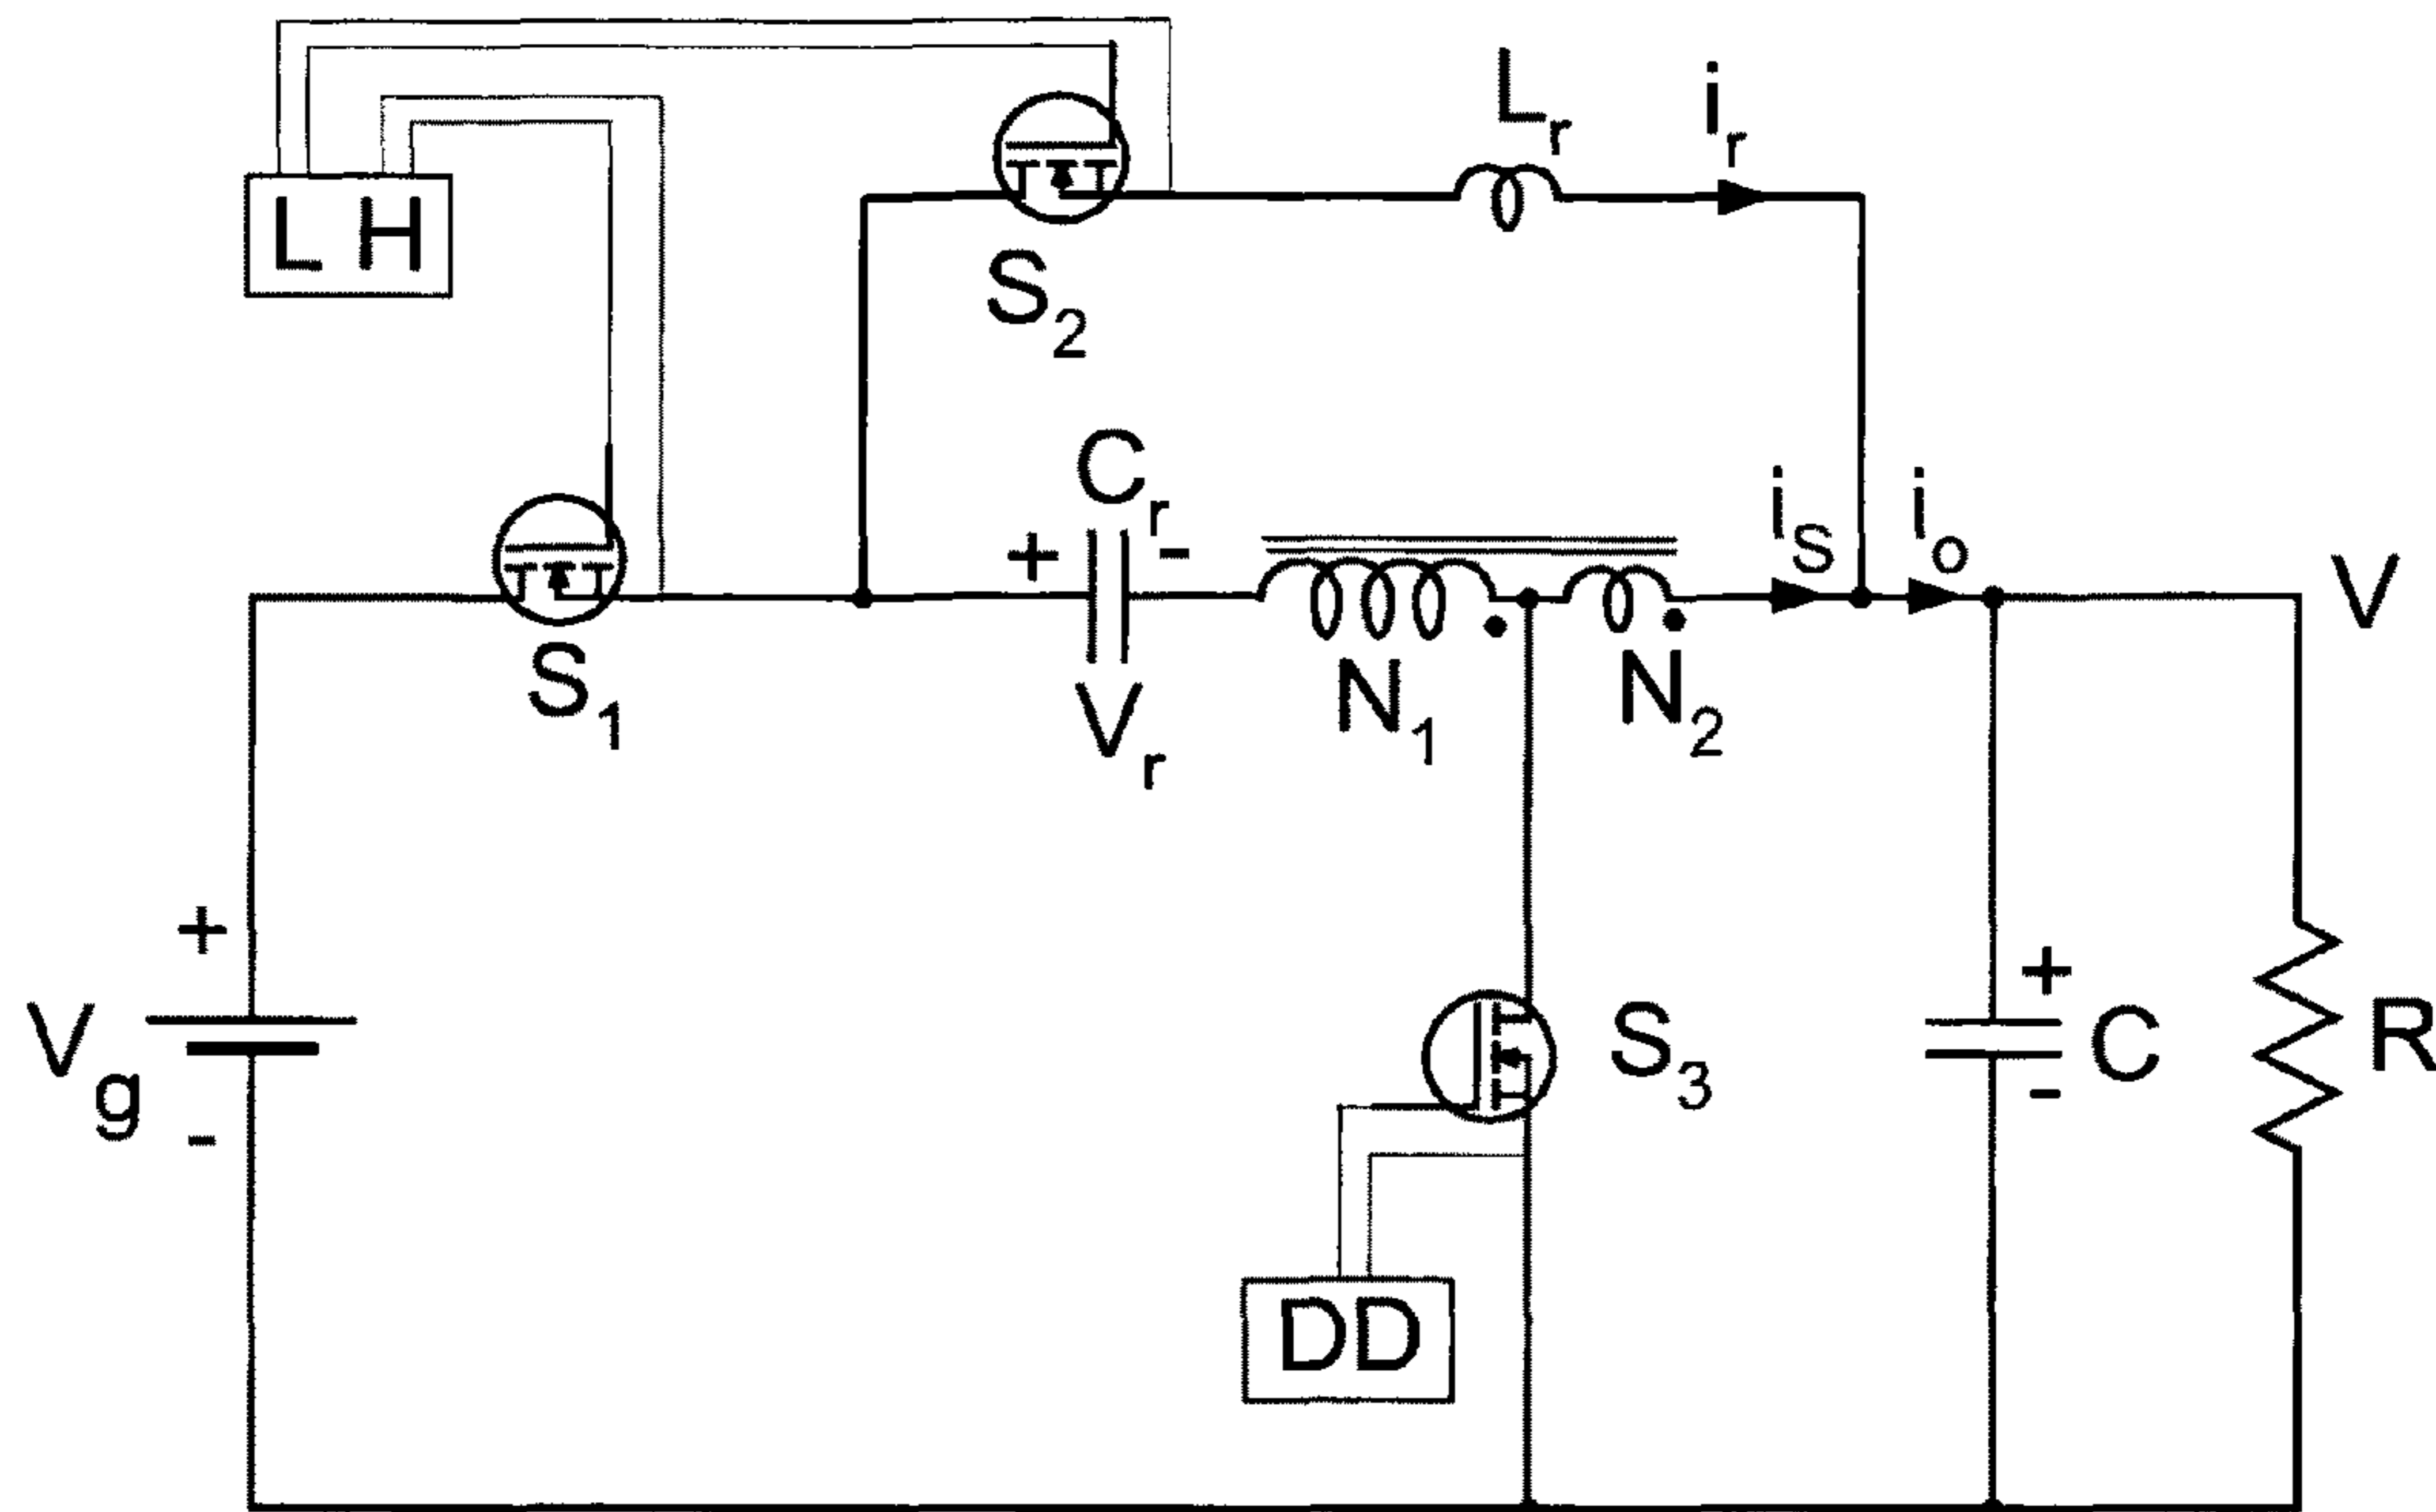 L H
S2
Lr
ir
S1
+ Cr -
Vr
N1
N2
iS
io
V
Vg
+
-
S3
DD
+
C
-
R